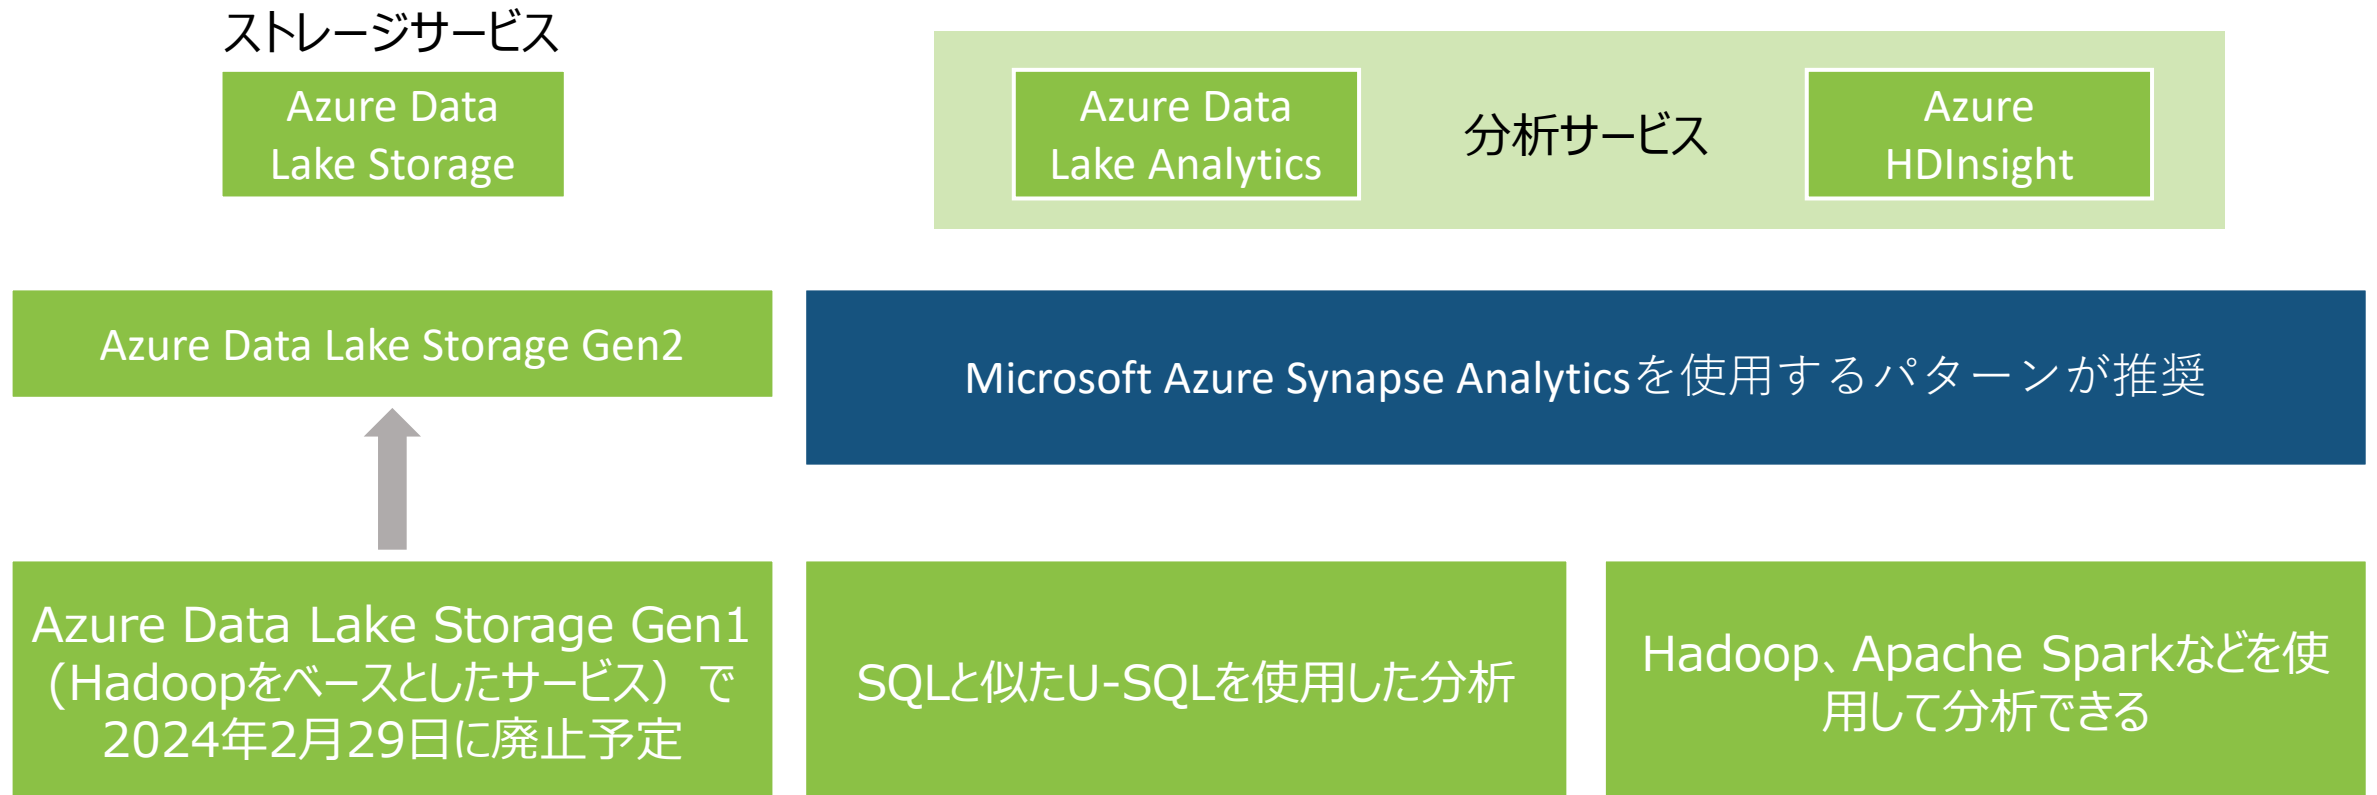 ストレージサービス
Azure Data
Lake Storage
Azure Data
Lake Analytics
分析サービス
Azure
HDInsight
Azure Data Lake Storage Gen2
Microsoft Azure Synapse Analyticsを使用するパターンが推奨
Azure Data Lake Storage Gen1
(Hadoopをベースとしたサービス）で
2024年2月29日に廃止予定
SQLと似たU-SQLを使用した分析
Hadoop、Apache Sparkなどを使
用して分析できる